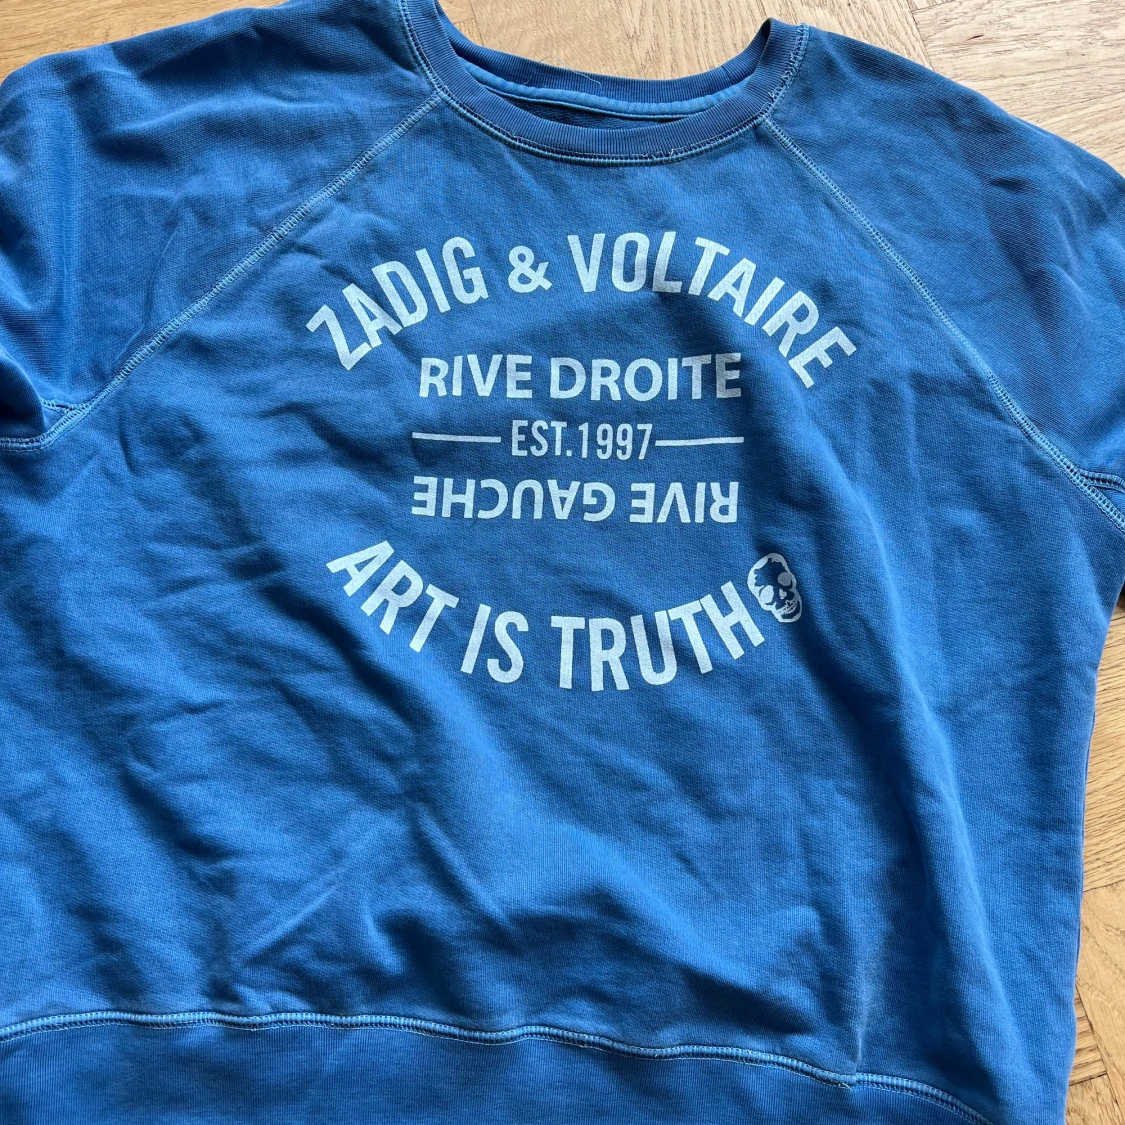 ZADIG & VOLTAIRE
RIVE DROITE
EST.1997
RIVE GAUCHE
ART IS TRUTH